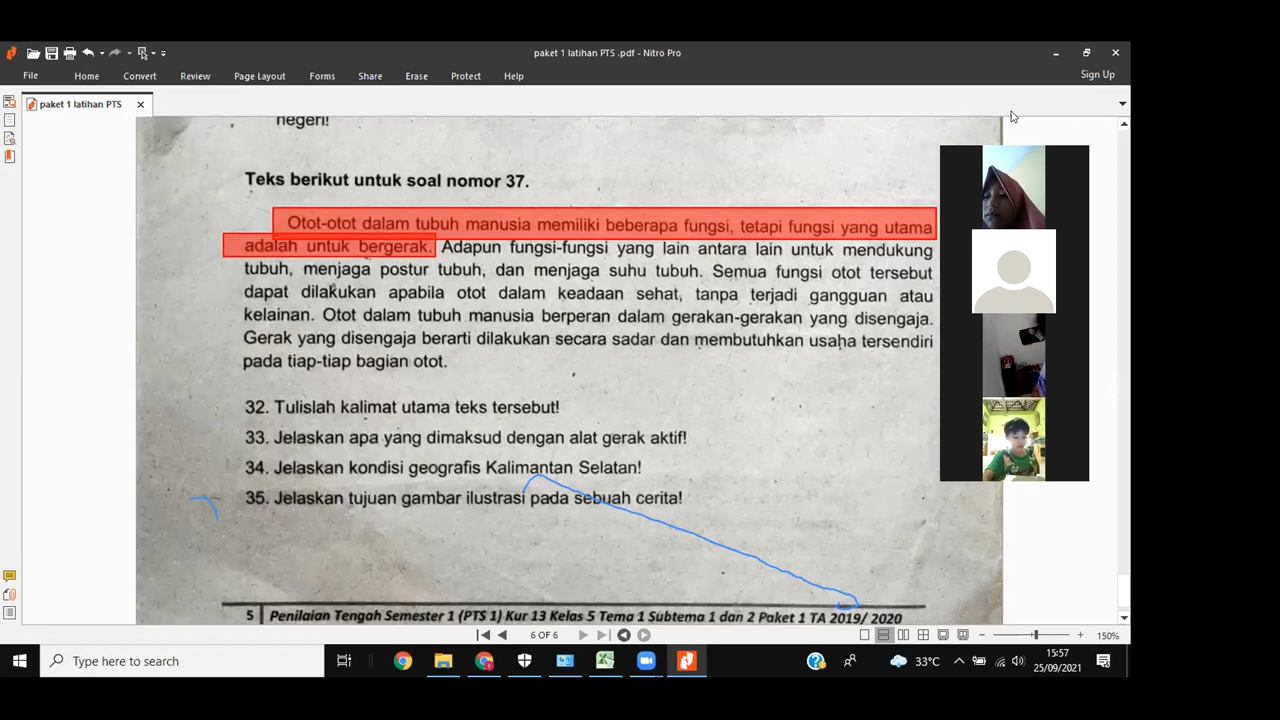 paket 1 latihan PTS .pdf - Nitro Pro
File Home Convert Review Page Layout Forms Share Erase Protect Help
Sign Up
paket 1 latihan PTS
negeri!
Teks berikut untuk soal nomor 37.
Otot-otot dalam tubuh manusia memiliki beberapa fungsi, tetapi fungsi yang utama
adalah untuk bergerak. Adapun fungsi-fungsi yang lain antara lain untuk mendukung
tubuh, menjaga postur tubuh, dan menjaga suhu tubuh. Semua fungsi otot tersebut
dapat dilakukan apabila otot dalam keadaan sehat, tanpa terjadi gangguan atau
kelainan. Otot dalam tubuh manusia berperan dalam gerakan-gerakan yang disengaja.
Gerak yang disengaja berarti dilakukan secara sadar dan membutuhkan usaha tersendiri
pada tiap-tiap bagian otot.
32. Tulislah kalimat utama teks tersebut!
33. Jelaskan apa yang dimaksud dengan alat gerak aktif!
34. Jelaskan kondisi geografis Kalimantan Selatan!
35. Jelaskan tujuan gambar ilustrasi pada sebuah cerita!
5 Penilaian Tengah Semester 1 (PTS 1) Kur 13 Kelas 5 Tema 1 Subtema 1 dan 2 Paket 1 TA 2019/ 2020
6 OF 6
150%
Type here to search
33°C
15:57
25/09/2021